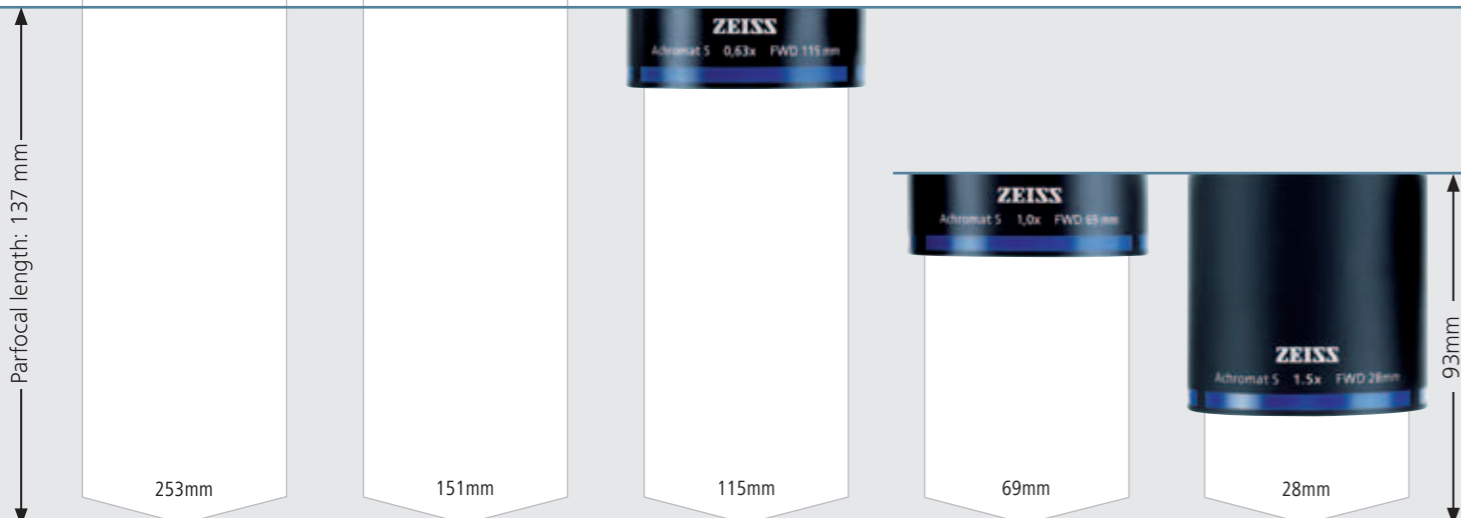 Parfocal length: 137 mm
ZEISS
Achromat S 0,63x FWD 115 mm
ZEISS
Achromat S 1,0x FWD 69 mm
ZEISS
Achromat S 1.5x FWD 28mm
93mm
253mm
151mm
115mm
69mm
28mm